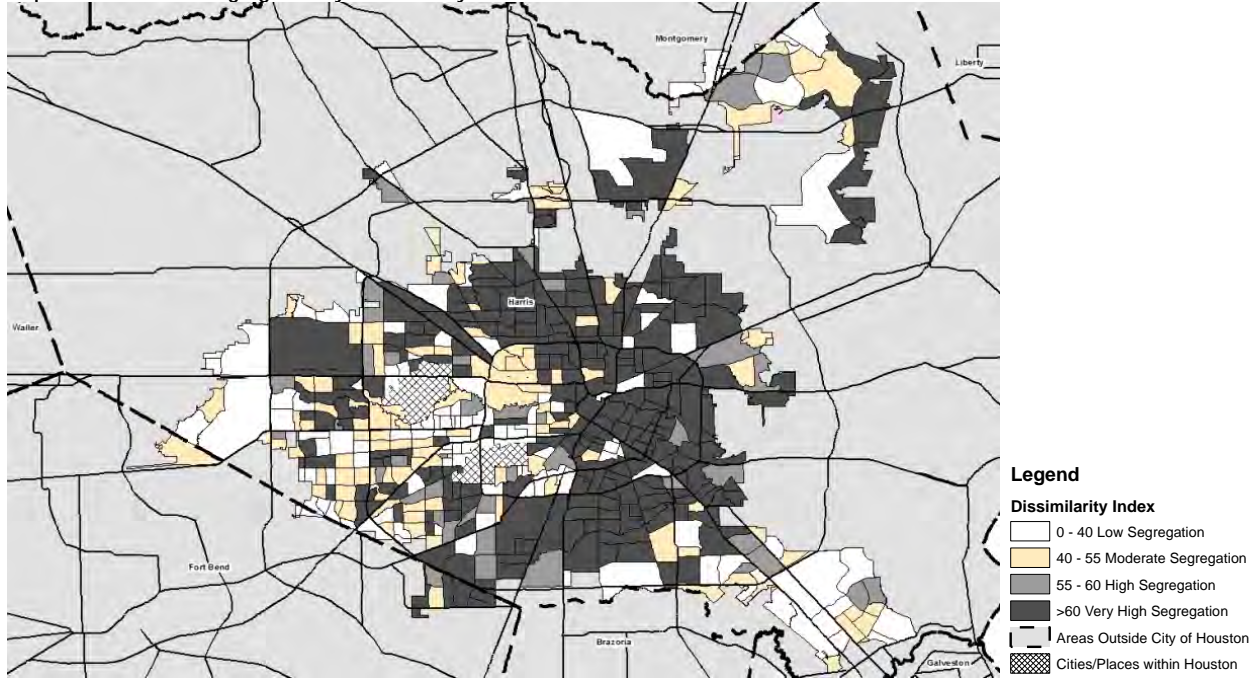 Montgomery
Liberty
Harris
Waller
Fort Bend
Brazoria
Galveston
Legend
Dissimilarity Index
0 - 40 Low Segregation
40 - 55 Moderate Segregation
55 - 60 High Segregation
>60 Very High Segregation
Areas Outside City of Houston
Cities/Places within Houston